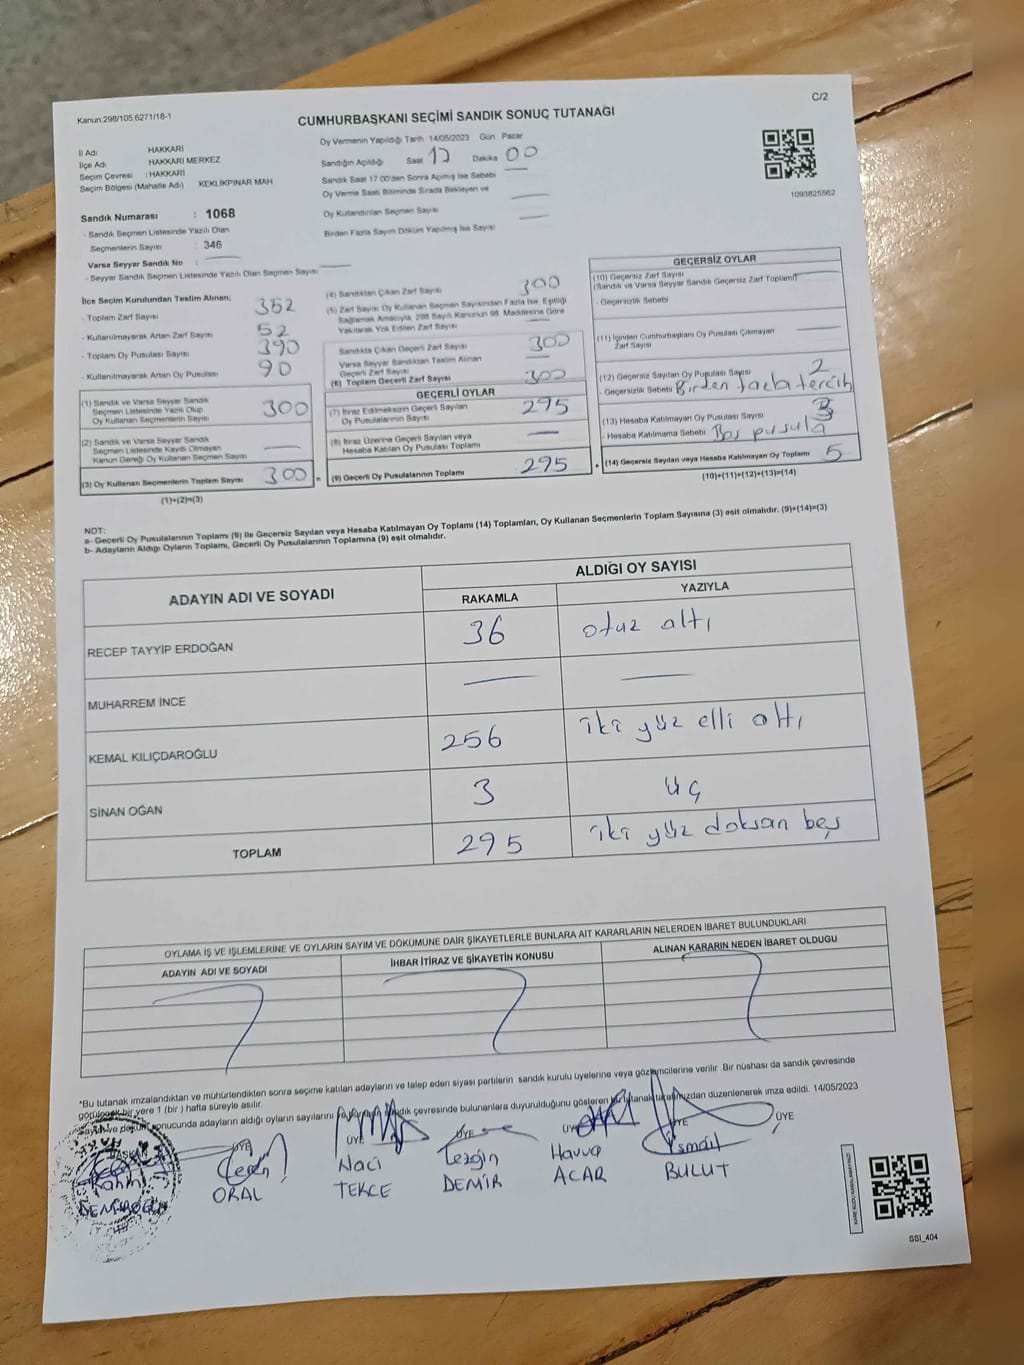 Kanun.298/105.6271/18-1
CUMHURBAŞKANI SEÇİMİ SANDIK SONUÇ TUTANAĞI
C/2
İl Adı HAKKARİ
İlçe Adı HAKKARİ MERKEZ
Seçim Çevresi : HAKKARİ
Seçim Bölgesi (Mahalle Adı) KEKLİKPINAR MAH
Sandık Numarası : 1068
- Sandık Seçmen Listesinde Yazılı Olan
Seçmenlerin Sayısı : 346
Varsa Seyyar Sandık No :
- Seyyar Sandık Seçmen Listesinde Yazılı Olan Seçmen Sayısı
Oy Vermenin Yapıldığı Tarih 14/05/2023 Gün Pazar
Sandığın Açıldığı Saat 17 Dakika 00
Sandık Saat 17.00'den Sonra Açılmış İse Sebebi
Oy Verme Saati Bitiminde Sırada Bekleyen ve
Oy Kullandırılan Seçmen Sayısı
Birden Fazla Sayım Döküm Yapılmış İse Sayısı
1093825562
İlçe Seçim Kurulundan Teslim Alınan;
- Toplam Zarf Sayısı 352
- Kullanılmayarak Artan Zarf Sayısı 52
- Toplam Oy Pusulası Sayısı 390
- Kullanılmayarak Artan Oy Pusulası 90
(1) Sandık ve Varsa Seyyar Sandık
Seçmen Listesinde Yazılı Olup
Oy Kullanan Seçmenlerin Sayısı 300
(2) Sandık ve Varsa Seyyar Sandık
Seçmen Listesinde Kaydı Olmayan
Kanun Gereği Oy Kullanan Seçmen Sayısı
(3) Oy Kullanan Seçmenlerin Toplam Sayısı 300 =
(1)+(2)=(3)
(4) Sandıktan Çıkan Zarf Sayısı 300
(5) Zarf Sayısı Oy Kullanan Seçmen Sayısından Fazla İse, Eşitliği
Sağlamak Amacıyla, 298 Sayılı Kanunun 98. Maddesine Göre
Yakılarak Yok Edilen Zarf Sayısı
Sandıkta Çıkan Geçerli Zarf Sayısı 300
Varsa Seyyar Sandıktan Teslim Alınan
Geçerli Zarf Sayısı
(6) Toplam Geçerli Zarf Sayısı 300
GEÇERLİ OYLAR
(7) İtiraz Edilmeksizin Geçerli Sayılan
Oy Pusulalarının Sayısı 295
(8) İtiraz Üzerine Geçerli Sayılan veya
Hesaba Katılan Oy Pusulası Toplamı
(9) Geçerli Oy Pusulalarının Toplamı 295 +
GEÇERSİZ OYLAR
(10) Geçersiz Zarf Sayısı
(Sandık ve Varsa Seyyar Sandık Geçersiz Zarf Toplamı)
- Geçersizlik Sebebi
(11) İçinden Cumhurbaşkanı Oy Pusulası Çıkmayan
Zarf Sayısı
(12) Geçersiz Sayılan Oy Pusulası Sayısı 2
- Geçersizlik Sebebi Birden fazla tercih
(13) Hesaba Katılmayan Oy Pusulası Sayısı 3
- Hesaba Katılmama Sebebi Boş pusula
(14) Geçersiz Sayılan veya Hesaba Katılmayan Oy Toplamı 5
(10)+(11)+(12)+(13)=(14)
NOT:
a- Geçerli Oy Pusulalarının Toplamı (9) ile Geçersiz Sayılan veya Hesaba Katılmayan Oy Toplamı (14) Toplamları, Oy Kullanan Seçmenlerin Toplam Sayısına (3) eşit olmalıdır. (9)+(14)=(3)
b- Adayların Aldığı Oyların Toplamı, Geçerli Oy Pusulalarının Toplamına (9) eşit olmalıdır.
ADAYIN ADI VE SOYADI ALDIĞI OY SAYISI
RAKAMLA YAZIYLA
RECEP TAYYİP ERDOĞAN 36 otuz altı
MUHARREM İNCE
KEMAL KILIÇDAROĞLU 256 iki yüz elli altı
SİNAN OĞAN 3 üç
TOPLAM 295 iki yüz doksan beş
OYLAMA İŞ VE İŞLEMLERİNE VE OYLARIN SAYIM VE DÖKÜMÜNE DAİR ŞİKAYETLERLE BUNLARA AİT KARARLARIN NELERDEN İBARET BULUNDUKLARI
ADAYIN ADI VE SOYADI İHBAR İTİRAZ VE ŞİKAYETİN KONUSU ALINAN KARARIN NEDEN İBARET OLDUĞU
*Bu tutanak imzalandıktan ve mühürlendikten sonra seçime katılan adayların ve talep eden siyasi partilerin sandık kurulu üyelerine veya gözlemcilerine verilir. Bir nüshası da sandık çevresinde
görülecek bir yere 1 (bir) hafta süreyle asılır.
Sayım ve döküm sonucunda adayların aldığı oyların sayılarını sandık çevresinde bulunanlara duyurulduğunu gösteren bu tutanak tarafımızdan düzenlenerek imza edildi. 14/05/2023
BAŞKAN ÜYE ÜYE ÜYE ÜYE ÜYE ÜYE
Ceren Naci Lezgin Havva İsmail
ORAL TEKCE DEMİR ACAR BULUT
SSI_404